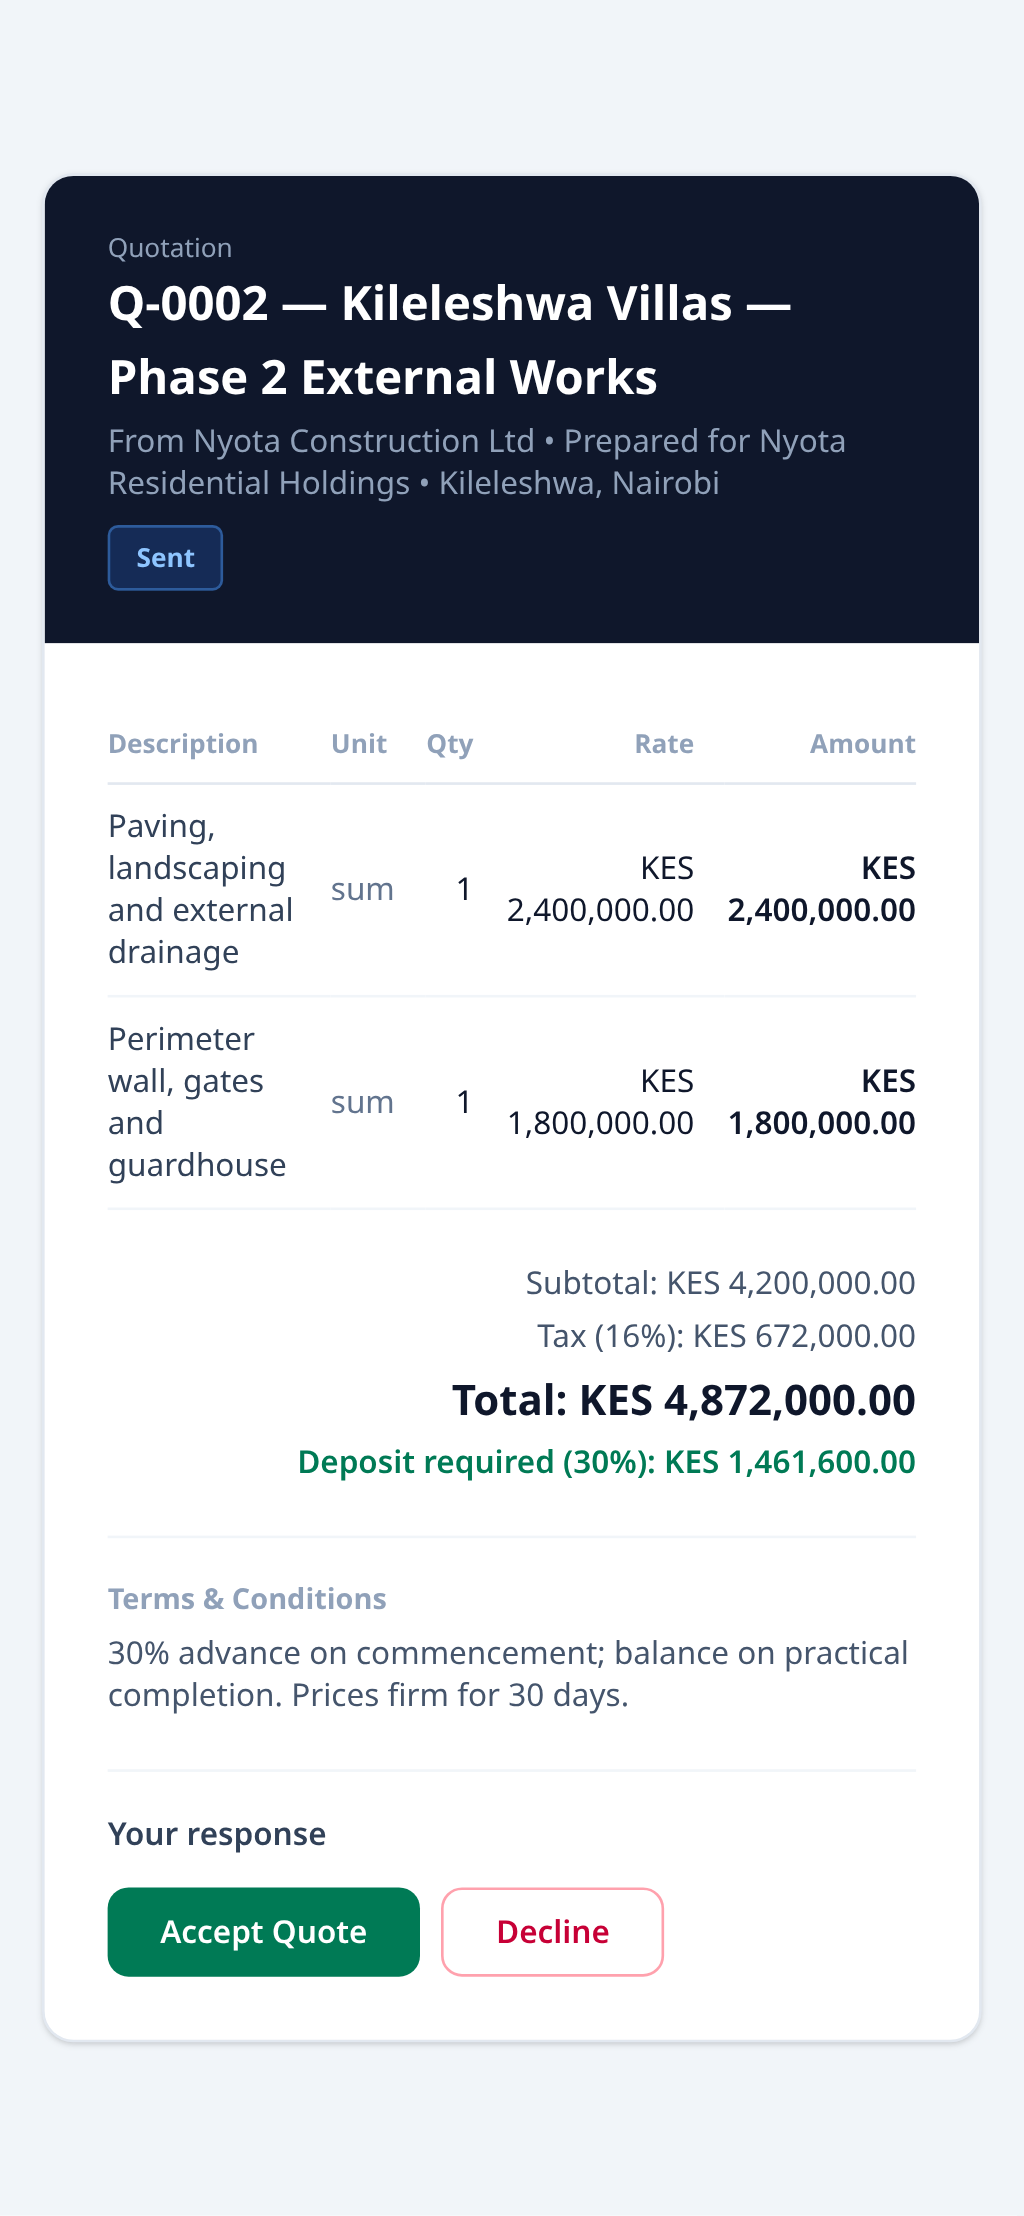 Quotation
Q-0002 — Kileleshwa Villas —
Phase 2 External Works
From Nyota Construction Ltd • Prepared for Nyota
Residential Holdings • Kileleshwa, Nairobi
Sent
Description Unit Qty Rate Amount
Paving,
landscaping
and external
drainage
sum 1
KES
2,400,000.00
KES
2,400,000.00
Perimeter
wall, gates
and
guardhouse
sum 1
KES
1,800,000.00
KES
1,800,000.00
Subtotal: KES 4,200,000.00
Tax (16%): KES 672,000.00
Total: KES 4,872,000.00
Deposit required (30%): KES 1,461,600.00
Terms & Conditions
30% advance on commencement; balance on practical
completion. Prices firm for 30 days.
Your response
Accept Quote Decline